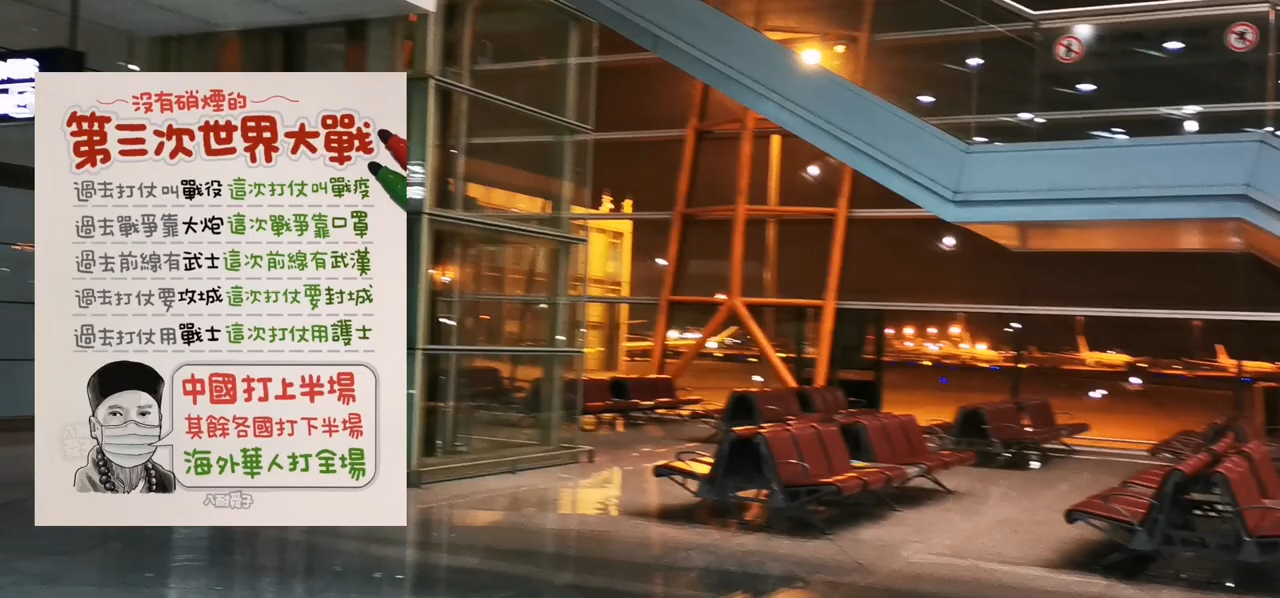 沒有硝煙的
第三次世界大戰
過去打仗叫戰役 這次打仗叫戰疫
過去戰爭靠大炮 這次戰爭靠口罩
過去前線有武士 這次前線有武漢
過去打仗要攻城 這次打仗要封城
過去打仗用戰士 這次打仗用護士
中國打上半場
其餘各國打下半場
海外華人打全場
八耐舜子